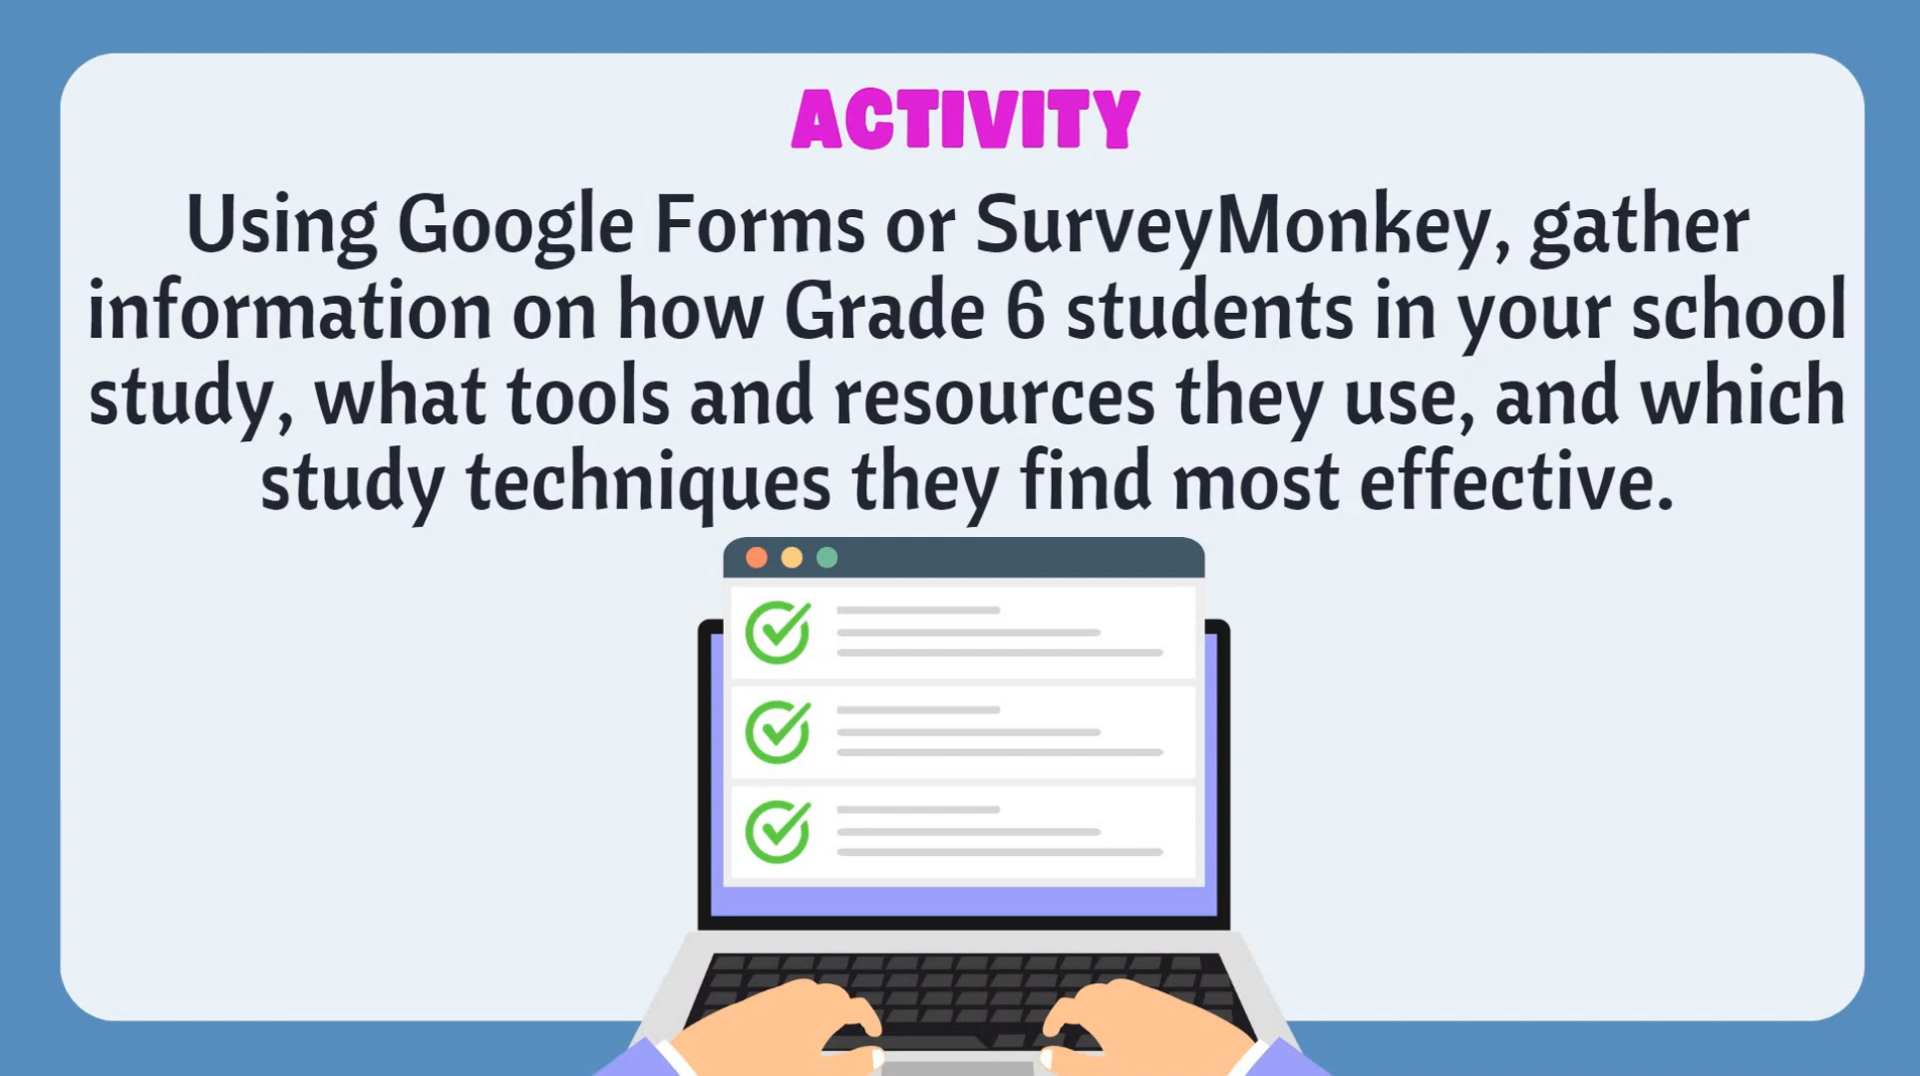 ACTIVITY
Using Google Forms or SurveyMonkey, gather
information on how Grade 6 students in your school
study, what tools and resources they use, and which
study techniques they find most effective.